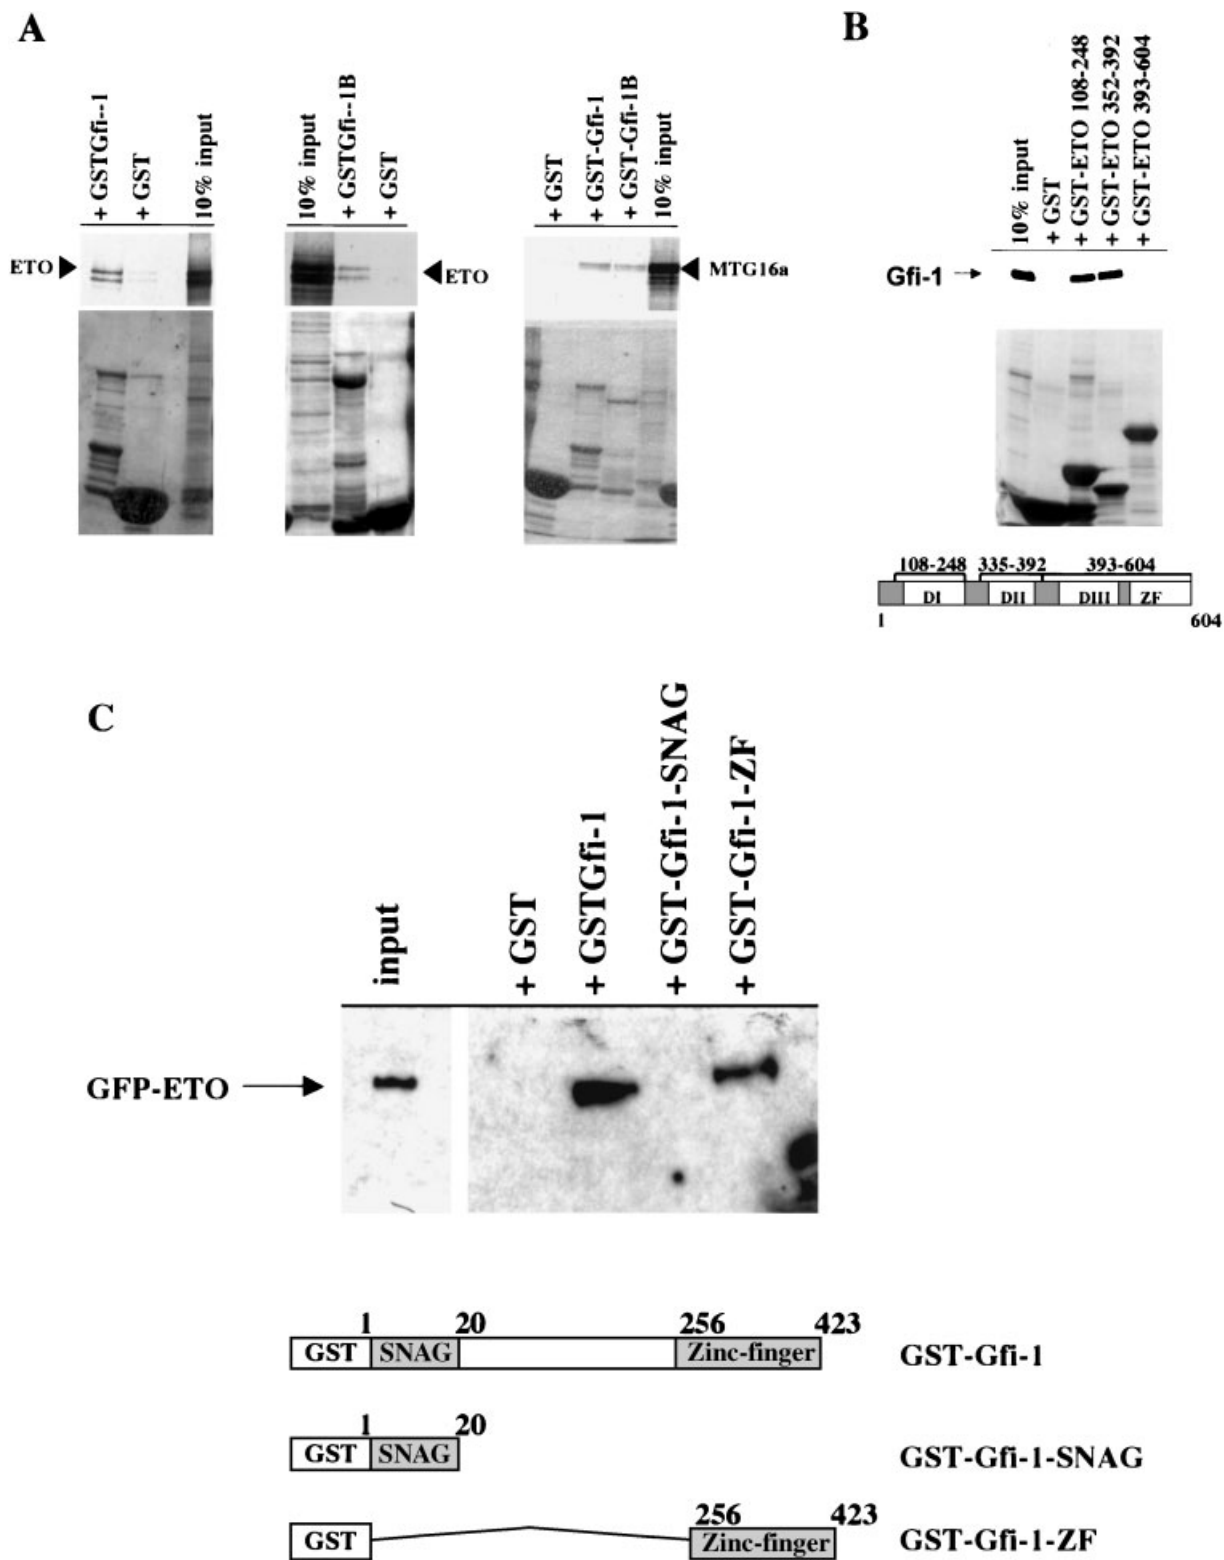 A
+ GSTGfi--1
+ GST
10% input
ETO
10% input
+ GSTGfi--1B
+ GST
ETO
+ GST
+ GST-Gfi-1
+ GST-Gfi-1B
10% input
MTG16a
B
10% input
+ GST
+ GST-ETO 108-248
+ GST-ETO 352-392
+ GST-ETO 393-604
Gfi-1
108-248 335-392 393-604
DI DII DIII ZF
1 604
C
input
+ GST
+ GSTGfi-1
+ GST-Gfi-1-SNAG
+ GST-Gfi-1-ZF
GFP-ETO
1 20 256 423
GST SNAG Zinc-finger GST-Gfi-1
1 20
GST SNAG GST-Gfi-1-SNAG
256 423
GST Zinc-finger GST-Gfi-1-ZF